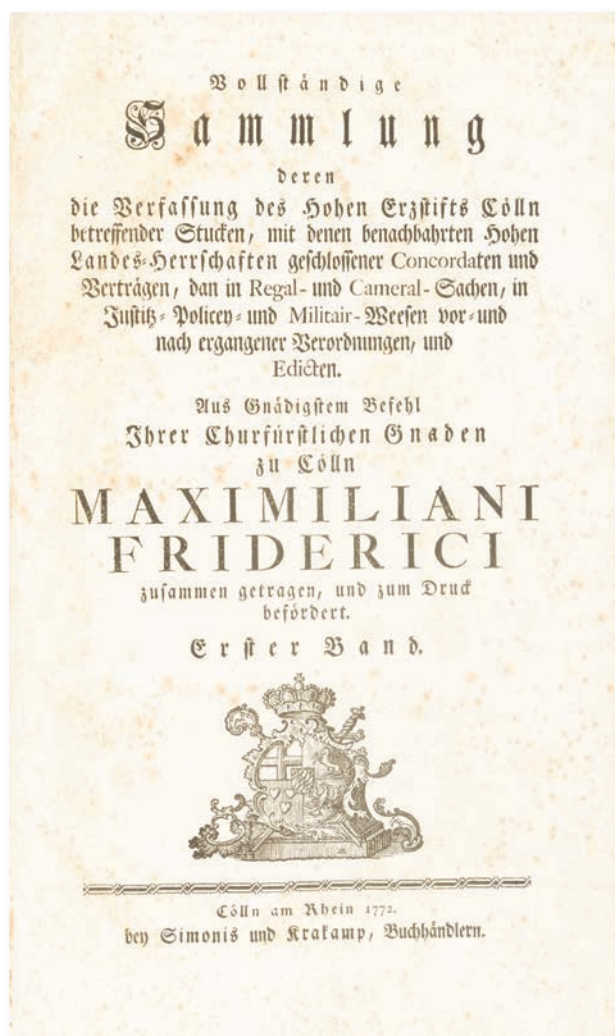 Vollständige
Sammlung
deren
die Verfassung des Hohen Erzstifts Cölln
betreffender Stucken, mit denen benachbahrten Hohen
Landes-Herrschaften geschlossener Concordaten und
Verträgen, dan in Regal- und Cameral-Sachen, in
Justitz- Policey- und Militair-Weesen vor- und
nach ergangener Verordnungen, und
Edicten.
Aus Gnädigstem Befehl
Ihrer Churfürstlichen Gnaden
zu Cölln
MAXIMILIANI
FRIDERICI
zusammen getragen, und zum Druck
befördert.
Erster Band.
Cölln am Rhein 1772.
bey Simonis und Krakamp, Buchhändlern.